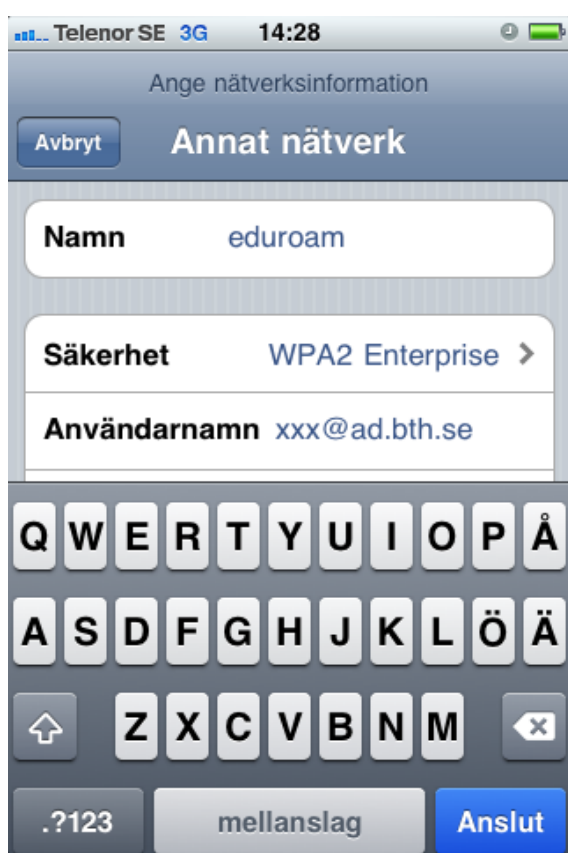 Telenor SE 3G 14:28
Ange nätverksinformation
Avbryt Annat nätverk
Namn eduroam
Säkerhet WPA2 Enterprise
Användarnamn xxx@ad.bth.se
Q W E R T Y U I O P Å
A S D F G H J K L Ö Ä
Z X C V B N M
.?123 mellanslag Anslut